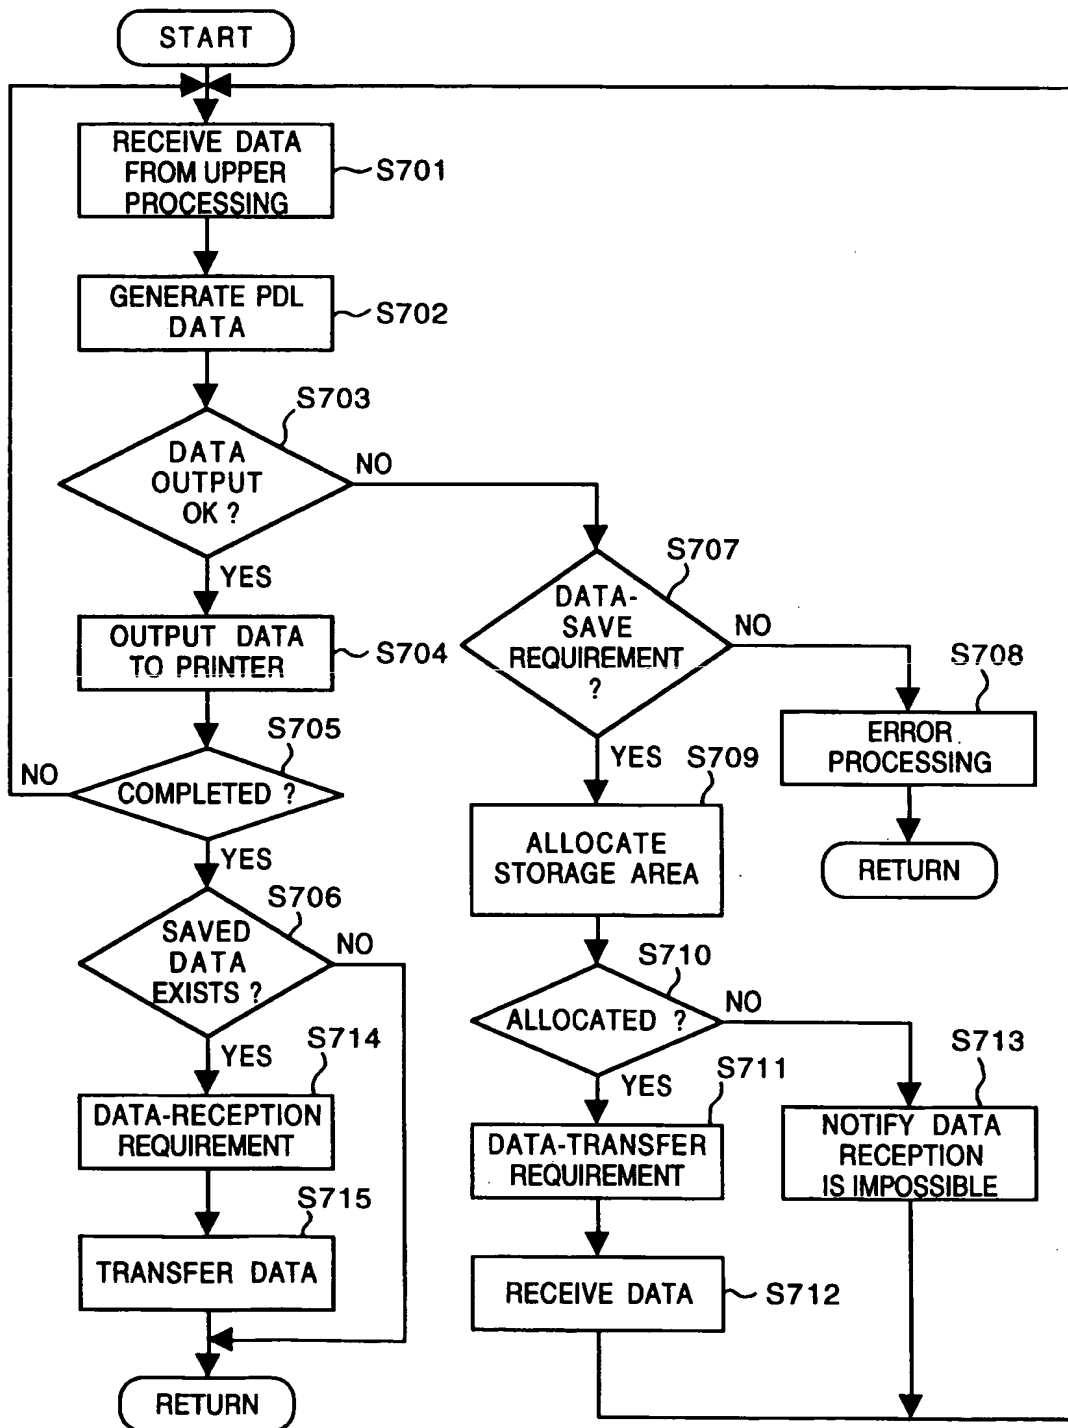 START
RECEIVE DATA
FROM UPPER
PROCESSING
S701
GENERATE PDL
DATA
S702
S703
DATA
OUTPUT
OK ?
NO
YES
OUTPUT DATA
TO PRINTER
S704
S705
COMPLETED ?
NO
YES
S706
SAVED
DATA
EXISTS ?
NO
YES
S714
DATA-RECEPTION
REQUIREMENT
S715
TRANSFER DATA
RETURN
S707
DATA-
SAVE
REQUIREMENT
?
NO
YES
S708
ERROR
PROCESSING
RETURN
S709
ALLOCATE
STORAGE AREA
S710
ALLOCATED ?
NO
YES
S711
DATA-TRANSFER
REQUIREMENT
RECEIVE DATA
S712
S713
NOTIFY DATA
RECEPTION
IS IMPOSSIBLE